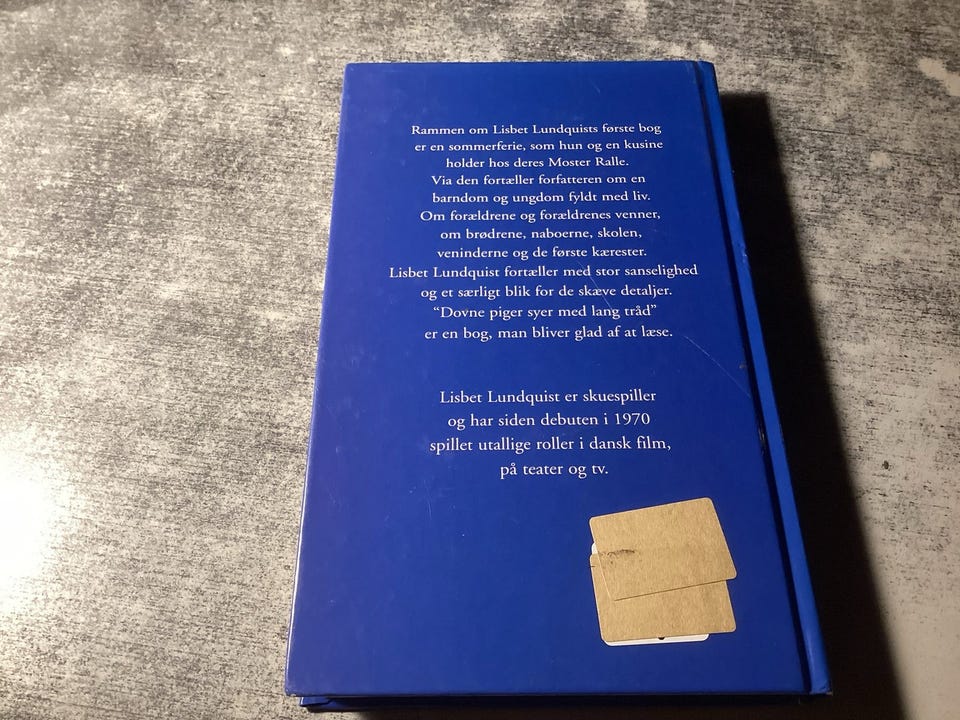 Rammen om Lisbet Lundquists første bog
er en sommerferie, som hun og en kusine
holder hos deres Moster Ralle.
Via den fortæller forfatteren om en
barndom og ungdom fyldt med liv.
Om forældrene og forældrenes venner,
om brødrene, naboerne, skolen,
veninderne og de første kærester.
Lisbet Lundquist fortæller med stor sanselighed
og et særligt blik for de skæve detaljer.
“Dovne piger syer med lang tråd”
er en bog, man bliver glad af at læse.
Lisbet Lundquist er skuespiller
og har siden debuten i 1970
spillet utallige roller i dansk film,
på teater og tv.